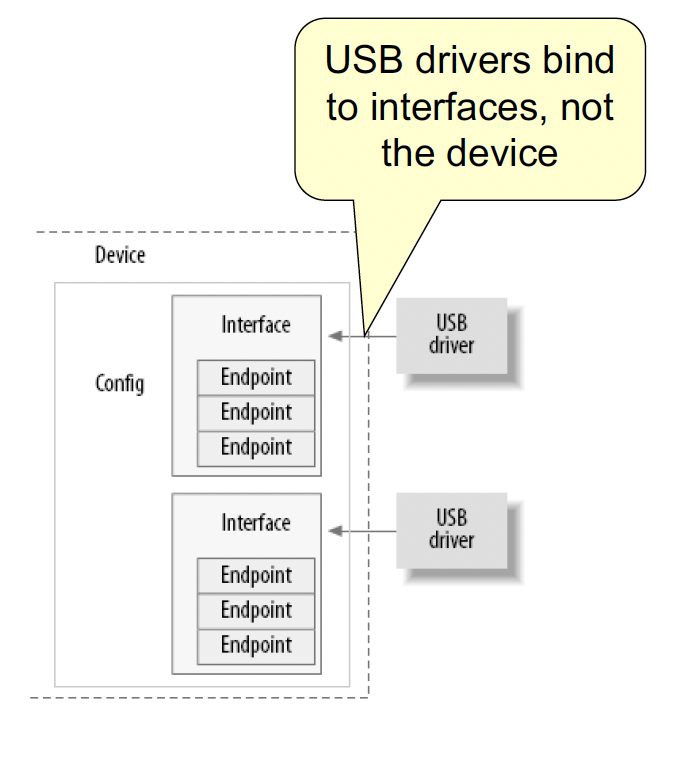 USB drivers bind
to interfaces, not
the device
Device
Config
Interface
Endpoint
Endpoint
Endpoint
USB
driver
Interface
Endpoint
Endpoint
Endpoint
USB
driver